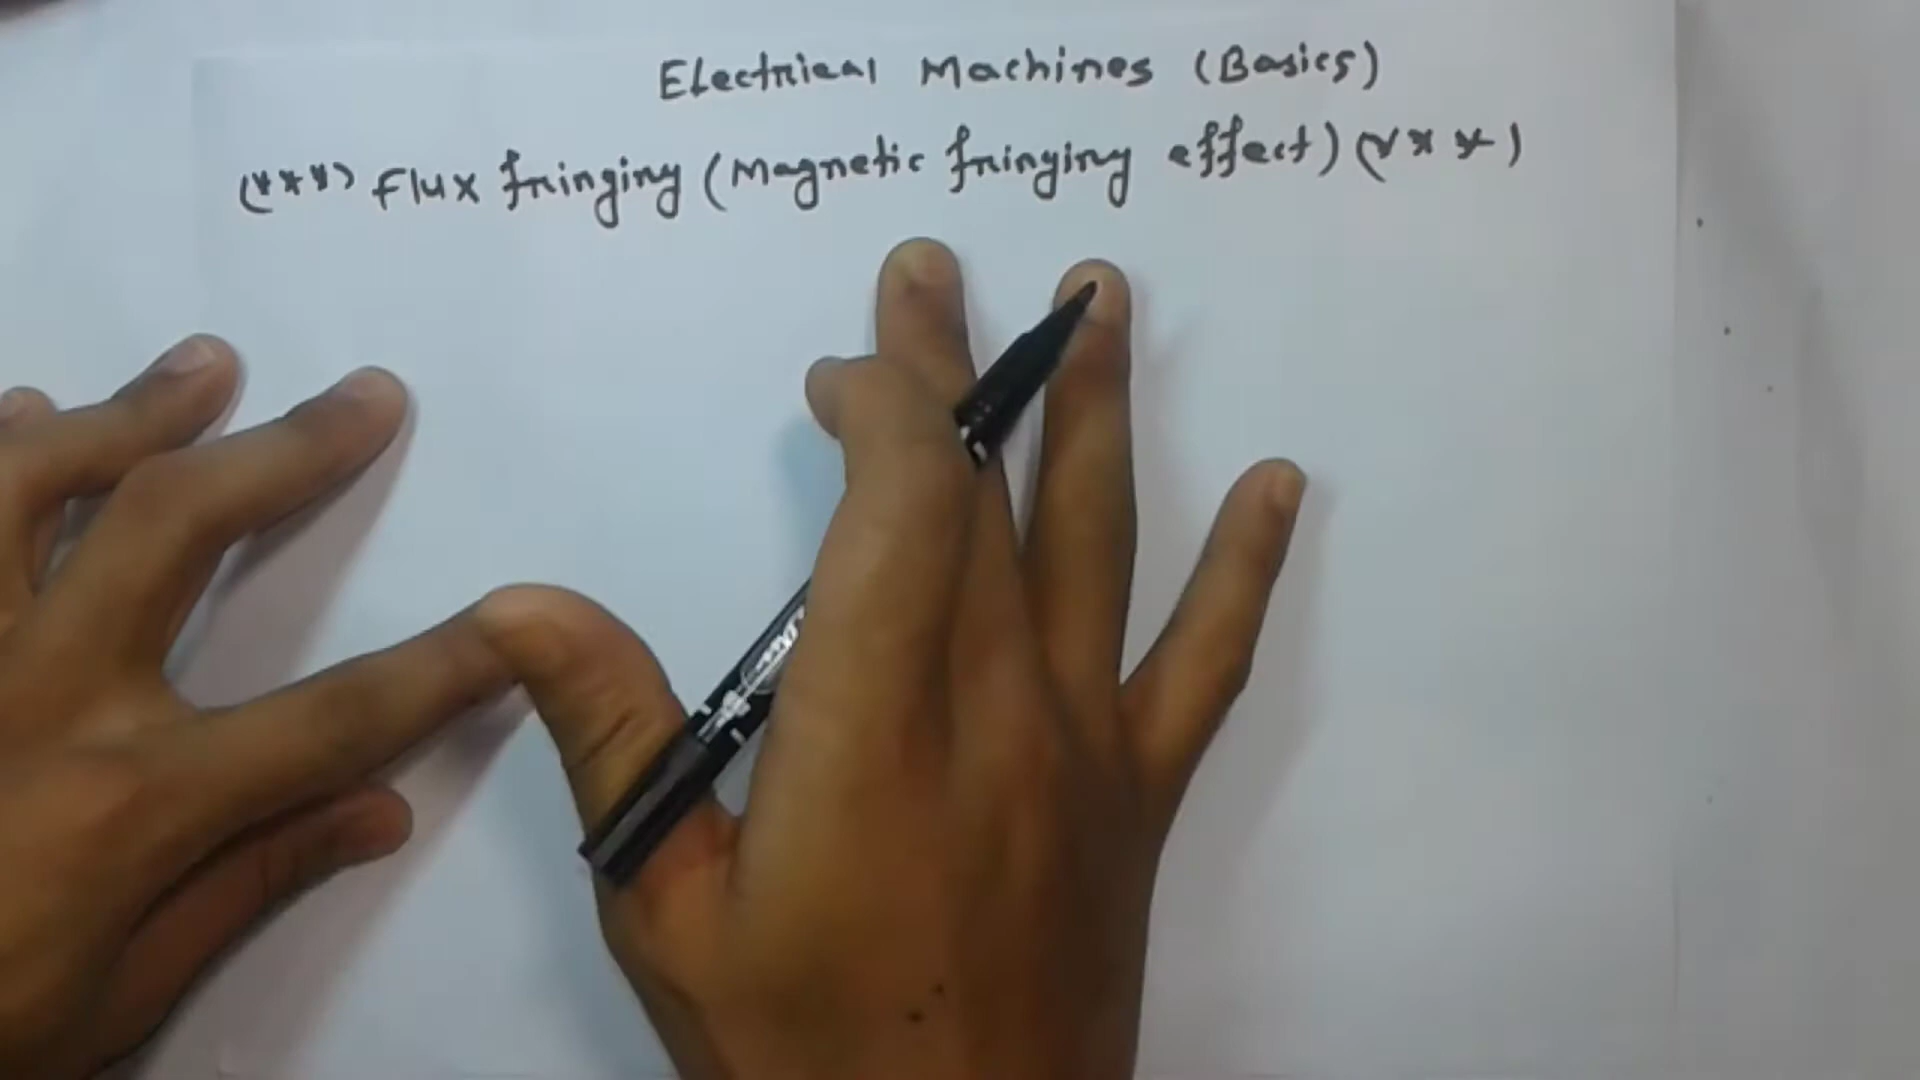 Electrical Machines (Basics)
(***) Flux fringing (Magnetic fringing effect) (***)